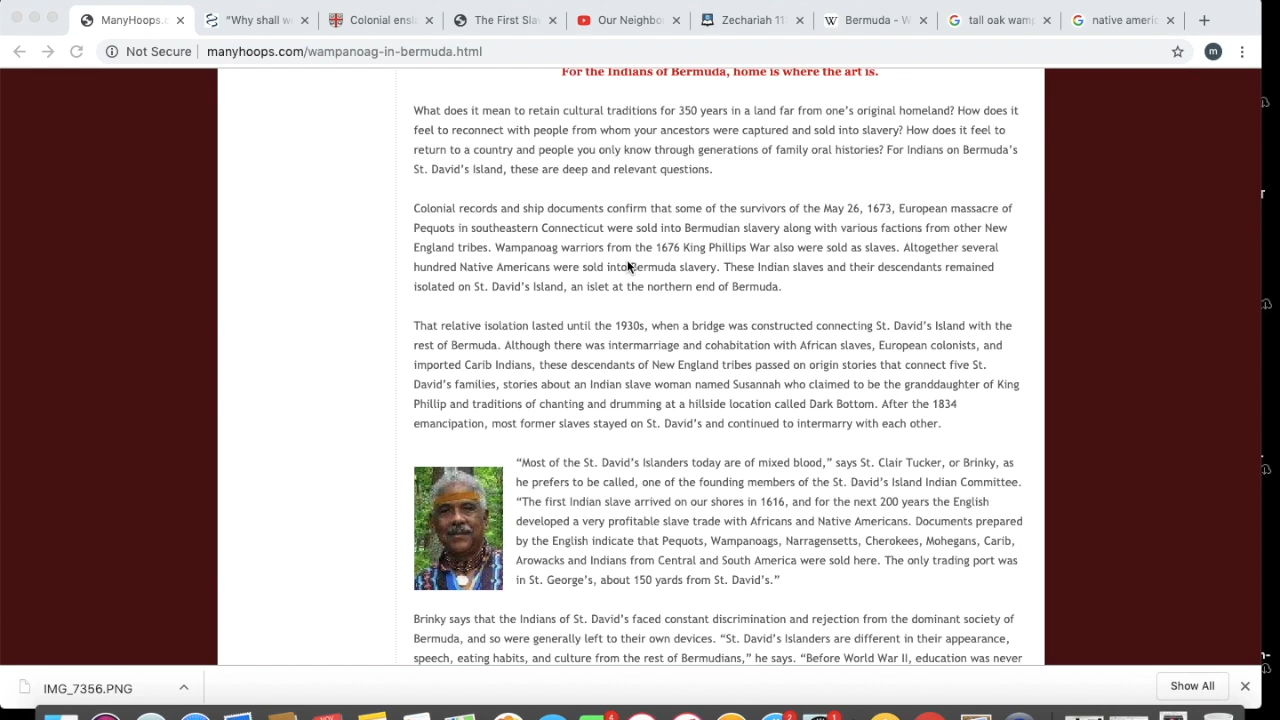 ManyHoops.c
"Why shall w
Colonial ensl
The First Sla
Our Neighbo
Zechariah 11
Bermuda - W
tall oak wam
native americ
Not Secure
manyhoops.com/wampanoag-in-bermuda.html
m
For the Indians of Bermuda, home is where the art is.
What does it mean to retain cultural traditions for 350 years in a land far from one's original homeland? How does it
feel to reconnect with people from whom your ancestors were captured and sold into slavery? How does it feel to
return to a country and people you only know through generations of family oral histories? For Indians on Bermuda's
St. David's Island, these are deep and relevant questions.
Colonial records and ship documents confirm that some of the survivors of the May 26, 1673, European massacre of
Pequots in southeastern Connecticut were sold into Bermudian slavery along with various factions from other New
England tribes. Wampanoag warriors from the 1676 King Phillips War also were sold as slaves. Altogether several
hundred Native Americans were sold into Bermuda slavery. These Indian slaves and their descendants remained
isolated on St. David's Island, an islet at the northern end of Bermuda.
That relative isolation lasted until the 1930s, when a bridge was constructed connecting St. David's Island with the
rest of Bermuda. Although there was intermarriage and cohabitation with African slaves, European colonists, and
imported Carib Indians, these descendants of New England tribes passed on origin stories that connect five St.
David's families, stories about an Indian slave woman named Susannah who claimed to be the granddaughter of King
Phillip and traditions of chanting and drumming at a hillside location called Dark Bottom. After the 1834
emancipation, most former slaves stayed on St. David's and continued to intermarry with each other.
"Most of the St. David's Islanders today are of mixed blood," says St. Clair Tucker, or Brinky, as
he prefers to be called, one of the founding members of the St. David's Island Indian Committee.
"The first Indian slave arrived on our shores in 1616, and for the next 200 years the English
developed a very profitable slave trade with Africans and Native Americans. Documents prepared
by the English indicate that Pequots, Wampanoags, Narragensetts, Cherokees, Mohegans, Carib,
Arowacks and Indians from Central and South America were sold here. The only trading port was
in St. George's, about 150 yards from St. David's."
Brinky says that the Indians of St. David's faced constant discrimination and rejection from the dominant society of
Bermuda, and so were generally left to their own devices. "St. David's Islanders are different in their appearance,
speech, eating habits, and culture from the rest of Bermudians," he says. "Before World War II, education was never
IMG_7356.PNG
Show All